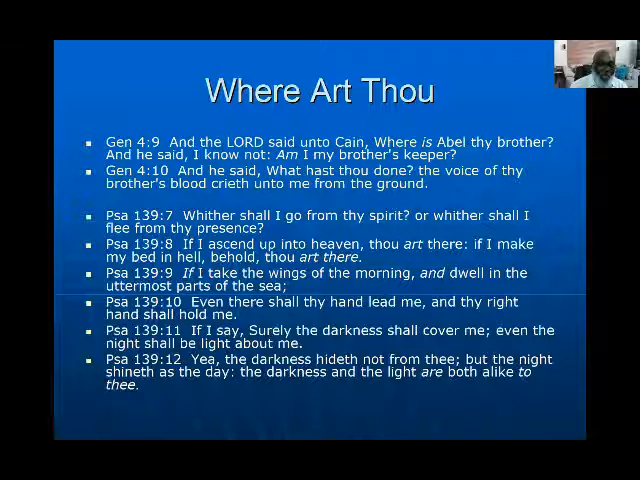 Where Art Thou
Gen 4:9 And the LORD said unto Cain, Where is Abel thy brother?
And he said, I know not: Am I my brother's keeper?
Gen 4:10 And he said, What hast thou done? the voice of thy
brother's blood crieth unto me from the ground.
Psa 139:7 Whither shall I go from thy spirit? or whither shall I
flee from thy presence?
Psa 139:8 If I ascend up into heaven, thou art there: if I make
my bed in hell, behold, thou art there.
Psa 139:9 If I take the wings of the morning, and dwell in the
uttermost parts of the sea;
Psa 139:10 Even there shall thy hand lead me, and thy right
hand shall hold me.
Psa 139:11 If I say, Surely the darkness shall cover me; even the
night shall be light about me.
Psa 139:12 Yea, the darkness hideth not from thee; but the night
shineth as the day: the darkness and the light are both alike to
thee.